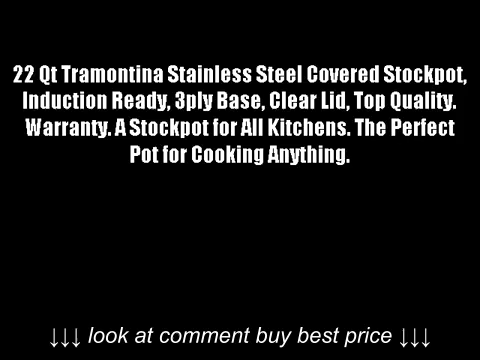 22 Qt Tramontina Stainless Steel Covered Stockpot,
Induction Ready, 3ply Base, Clear Lid, Top Quality.
Warranty. A Stockpot for All Kitchens. The Perfect
Pot for Cooking Anything.
↓↓↓ look at comment buy best price ↓↓↓